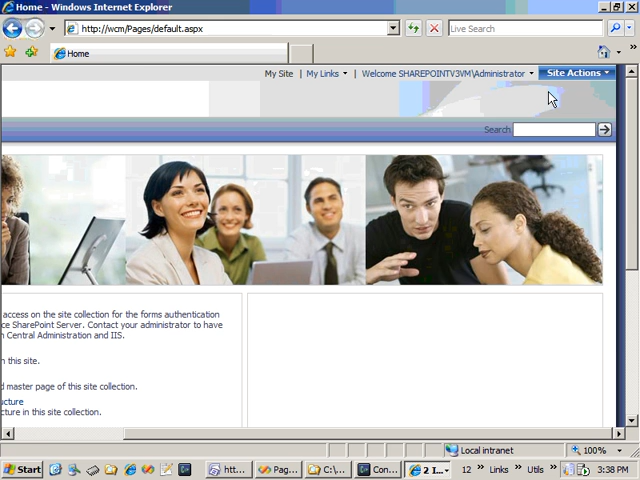 Home - Windows Internet Explorer
http://wcm/Pages/default.aspx
Live Search
Home
My Site | My Links Welcome SHAREPOINTV3VM\Administrator Site Actions
Search
access on the site collection for the forms authentication
ce SharePoint Server. Contact your administrator to have
n Central Administration and IIS.
n this site.
d master page of this site collection.
ucture
cture in this site collection.
Local intranet
100%
Start
htt...
Pag...
C:\...
Con...
2 I...
12 » Links » Utils »
3:38 PM